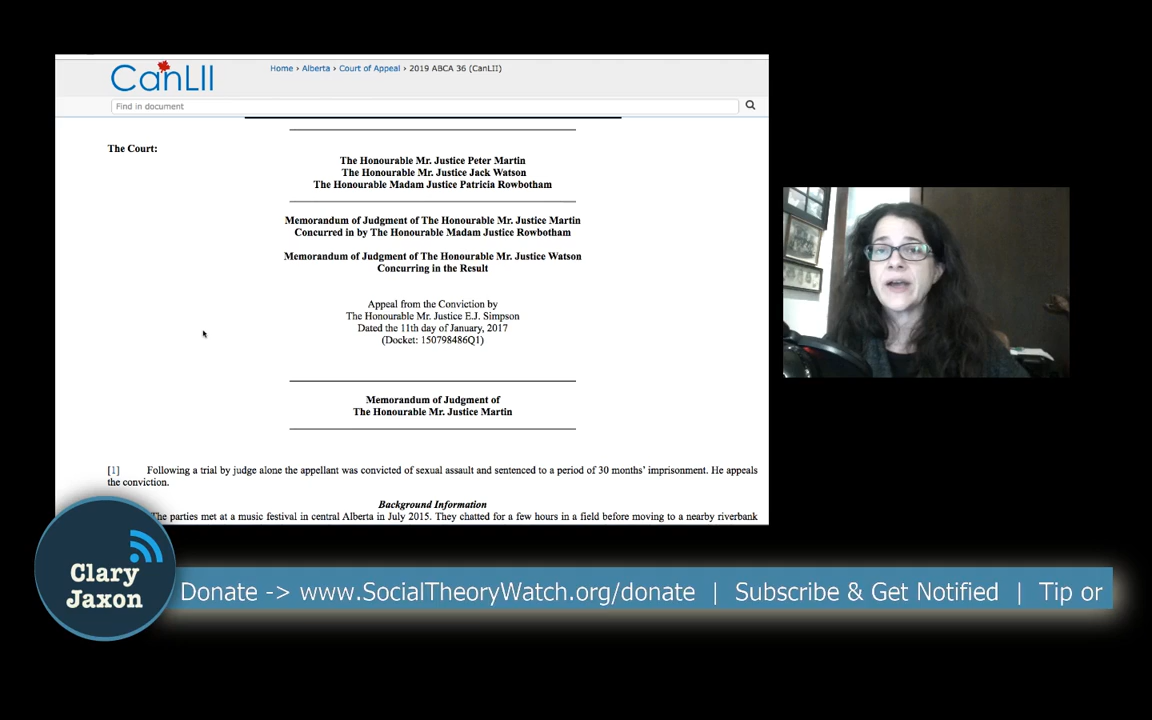 CanLII
Home › Alberta › Court of Appeal › 2019 ABCA 36 (CanLII)
Find in document
The Court:
The Honourable Mr. Justice Peter Martin
The Honourable Mr. Justice Jack Watson
The Honourable Madam Justice Patricia Rowbotham
Memorandum of Judgment of The Honourable Mr. Justice Martin
Concurred in by The Honourable Madam Justice Rowbotham
Memorandum of Judgment of The Honourable Mr. Justice Watson
Concurring in the Result
Appeal from the Conviction by
The Honourable Mr. Justice E.J. Simpson
Dated the 11th day of January, 2017
(Docket: 150798486Q1)
Memorandum of Judgment of
The Honourable Mr. Justice Martin
[1] Following a trial by judge alone the appellant was convicted of sexual assault and sentenced to a period of 30 months' imprisonment. He appeals
the conviction.
Background Information
The parties met at a music festival in central Alberta in July 2015. They chatted for a few hours in a field before moving to a nearby riverbank
Clary
Jaxon
Donate -> www.SocialTheoryWatch.org/donate | Subscribe & Get Notified | Tip or